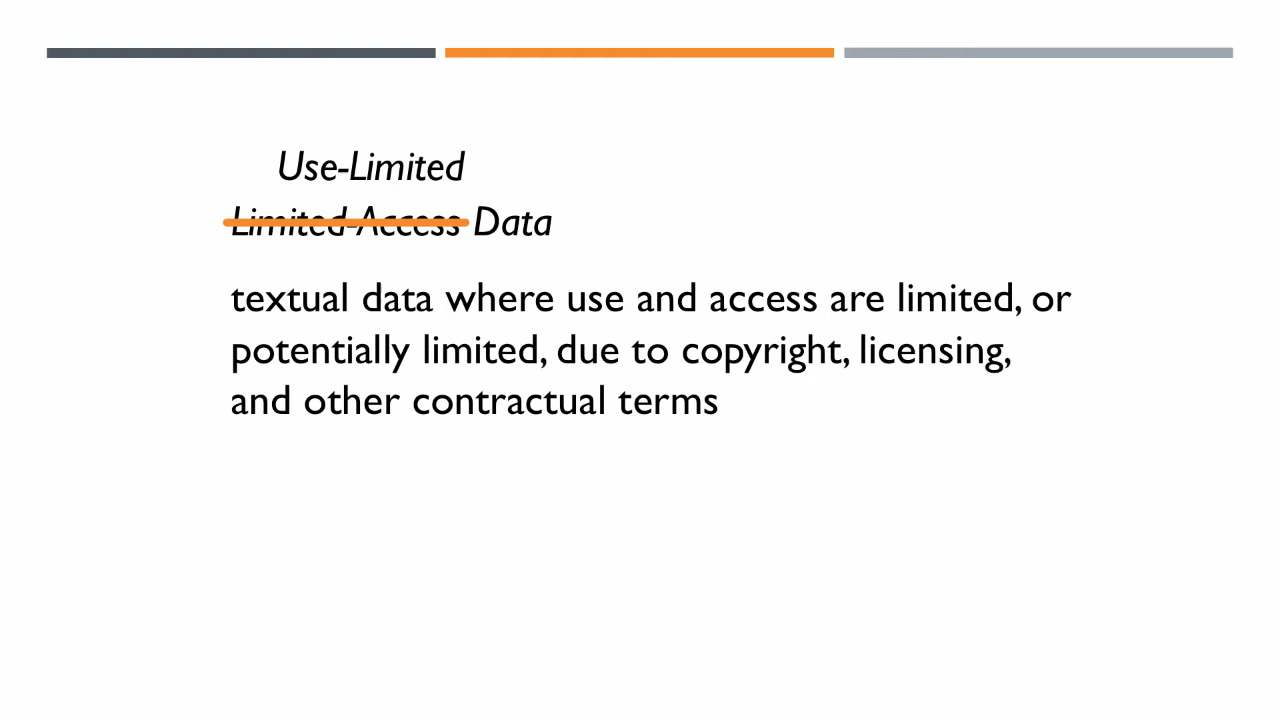 Use-Limited
Limited-Access Data
textual data where use and access are limited, or
potentially limited, due to copyright, licensing,
and other contractual terms